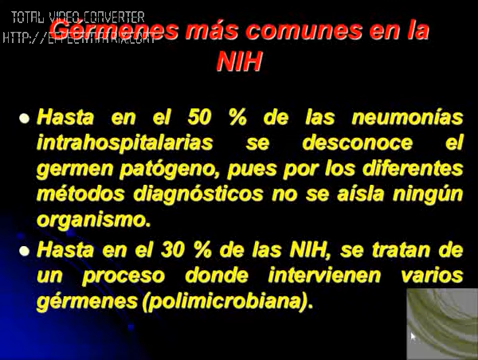 TOTAL VIDEO CONVERTER
Gérmenes más comunes en la
NIH
Hasta en el 50 % de las neumonías
intrahospitalarias se desconoce el
germen patógeno, pues por los diferentes
métodos diagnósticos no se aísla ningún
organismo.
Hasta en el 30 % de las NIH, se tratan de
un proceso donde intervienen varios
gérmenes (polimicrobiana).